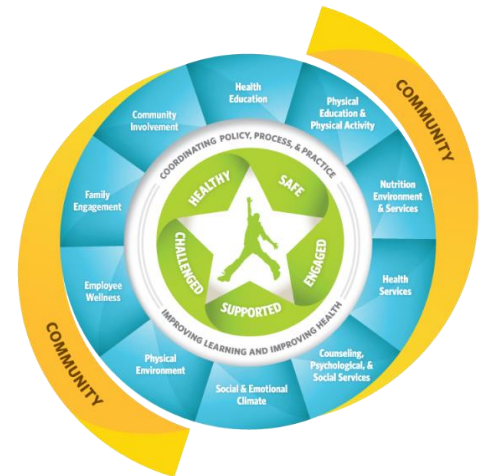 COMMUNITY
Health
Education
Physical
Education &
Physical Activity
Nutrition
Environment
& Services
Health
Services
Counseling,
Psychological, &
Social Services
Social & Emotional
Climate
Physical
Environment
Employee
Wellness
Family
Engagement
Community
Involvement
COORDINATING POLICY, PROCESS, & PRACTICE
IMPROVING LEARNING AND IMPROVING HEALTH
HEALTHY
SAFE
ENGAGED
SUPPORTED
CHALLENGED
COMMUNITY